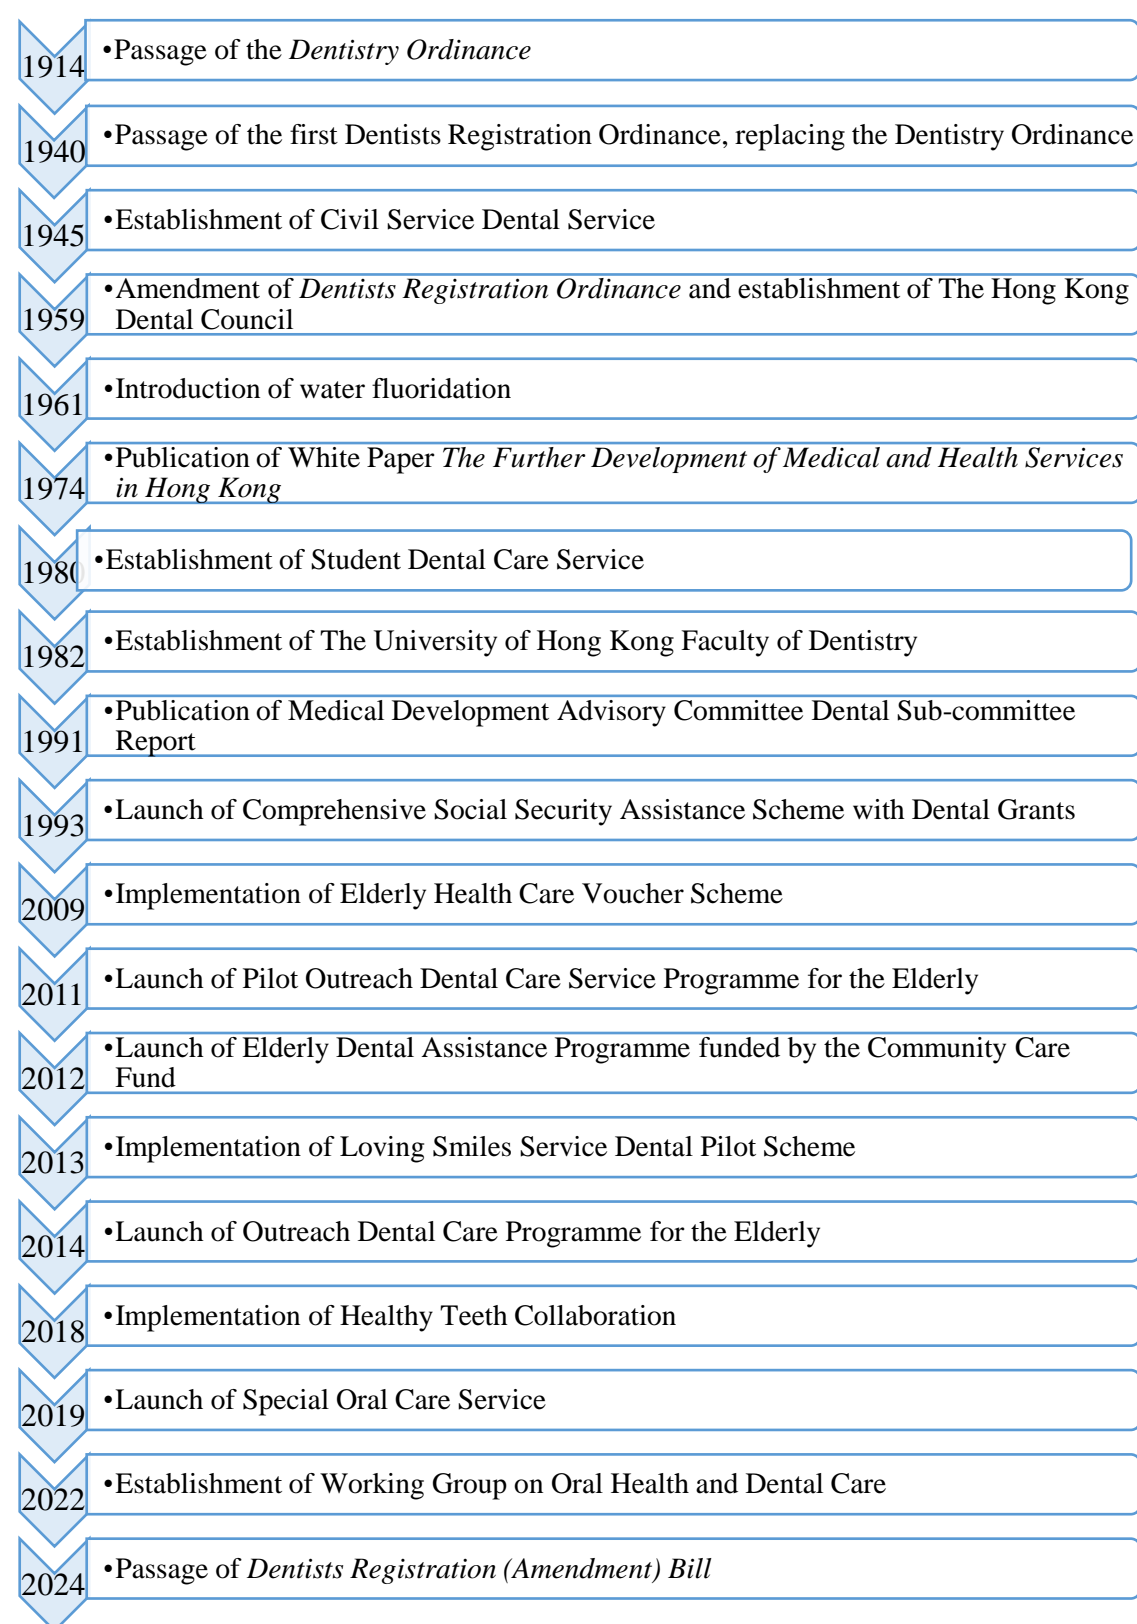 1914
•Passage of the Dentistry Ordinance
1940
•Passage of the first Dentists Registration Ordinance, replacing the Dentistry Ordinance
1945
•Establishment of Civil Service Dental Service
1959
•Amendment of Dentists Registration Ordinance and establishment of The Hong Kong
Dental Council
1961
•Introduction of water fluoridation
1974
•Publication of White Paper The Further Development of Medical and Health Services
in Hong Kong
1980
•Establishment of Student Dental Care Service
1982
•Establishment of The University of Hong Kong Faculty of Dentistry
1991
•Publication of Medical Development Advisory Committee Dental Sub-committee
Report
1993
•Launch of Comprehensive Social Security Assistance Scheme with Dental Grants
2009
•Implementation of Elderly Health Care Voucher Scheme
2011
•Launch of Pilot Outreach Dental Care Service Programme for the Elderly
2012
•Launch of Elderly Dental Assistance Programme funded by the Community Care
Fund
2013
•Implementation of Loving Smiles Service Dental Pilot Scheme
2014
•Launch of Outreach Dental Care Programme for the Elderly
2018
•Implementation of Healthy Teeth Collaboration
2019
•Launch of Special Oral Care Service
2022
•Establishment of Working Group on Oral Health and Dental Care
2024
•Passage of Dentists Registration (Amendment) Bill